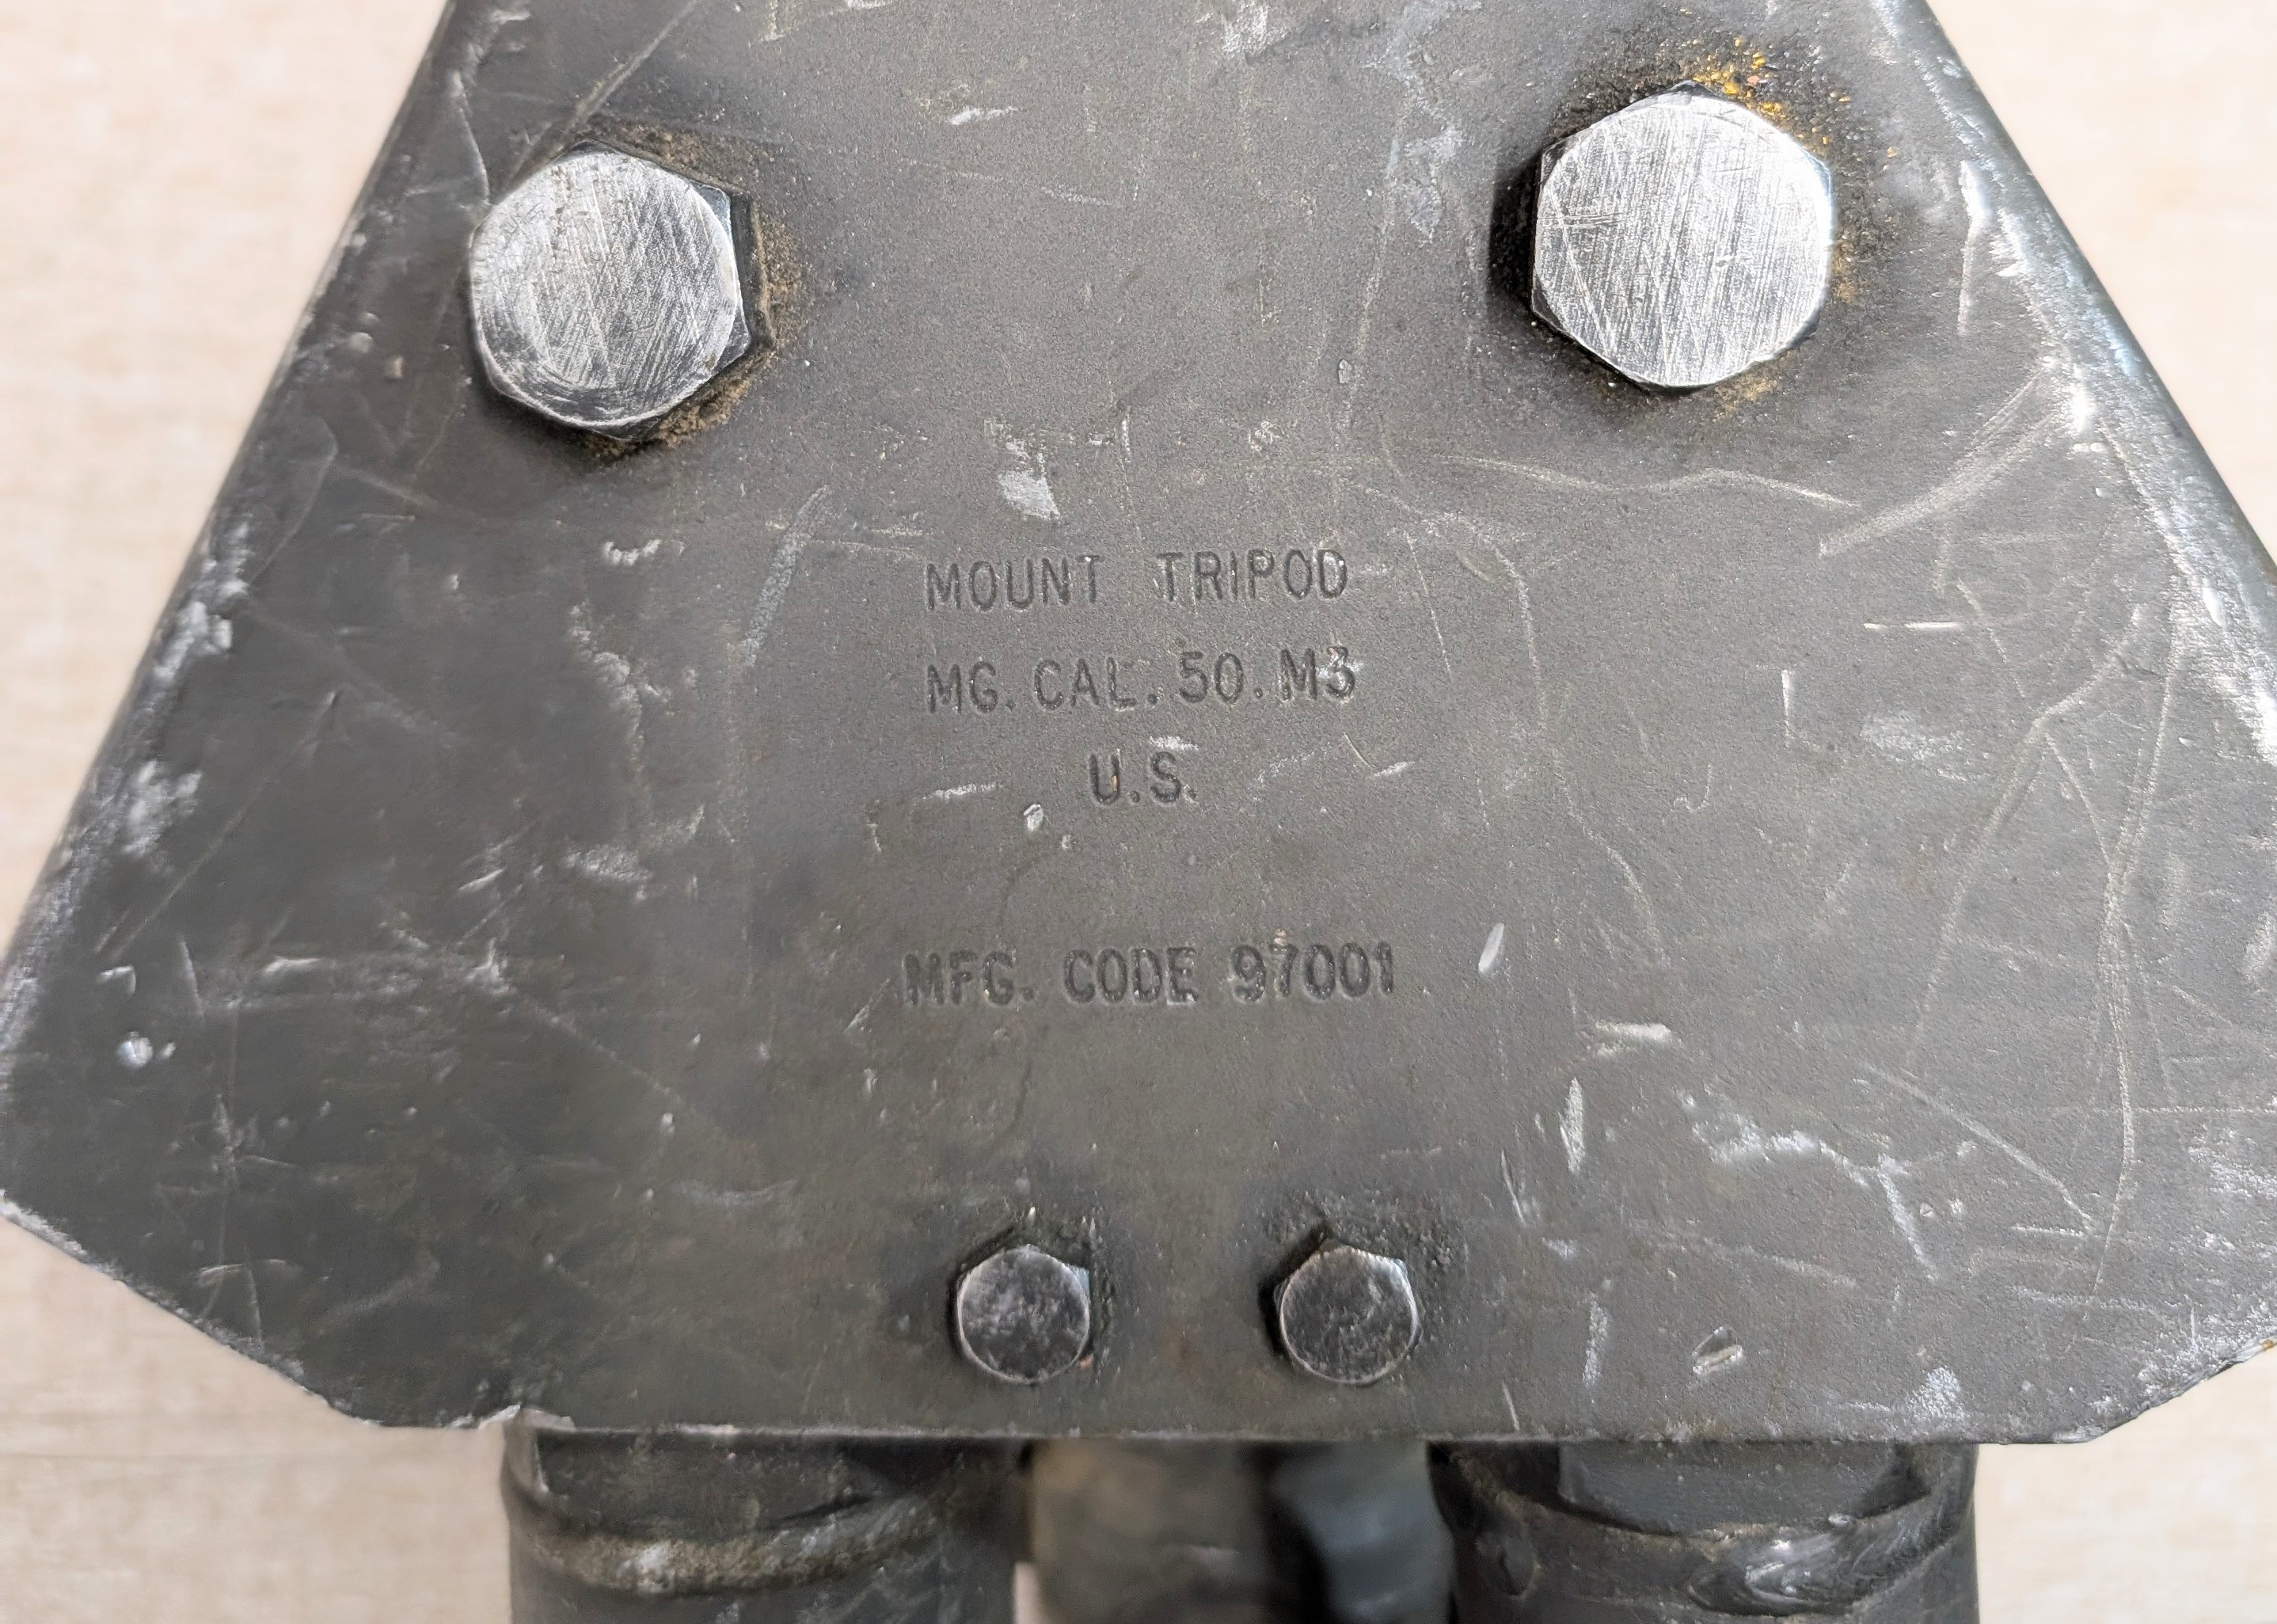 MOUNT TRIPOD
MG. CAL. 50. M3
U.S.
MFG. CODE 97001